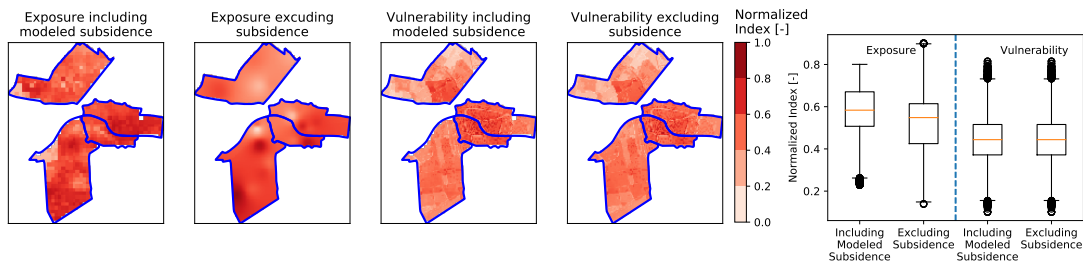 Exposure including
modeled subsidence
Exposure excuding
subsidence
Vulnerability including
modeled subsidence
Vulnerability excluding
subsidence
Normalized
Index [-]
1.0
0.8
0.6
0.4
0.2
0.0
Normalized Index [-]
0.8
0.6
0.4
0.2
Exposure
Vulnerability
Including
Modeled
Subsidence
Excluding
Subsidence
Including
Modeled
Subsidence
Excluding
Subsidence